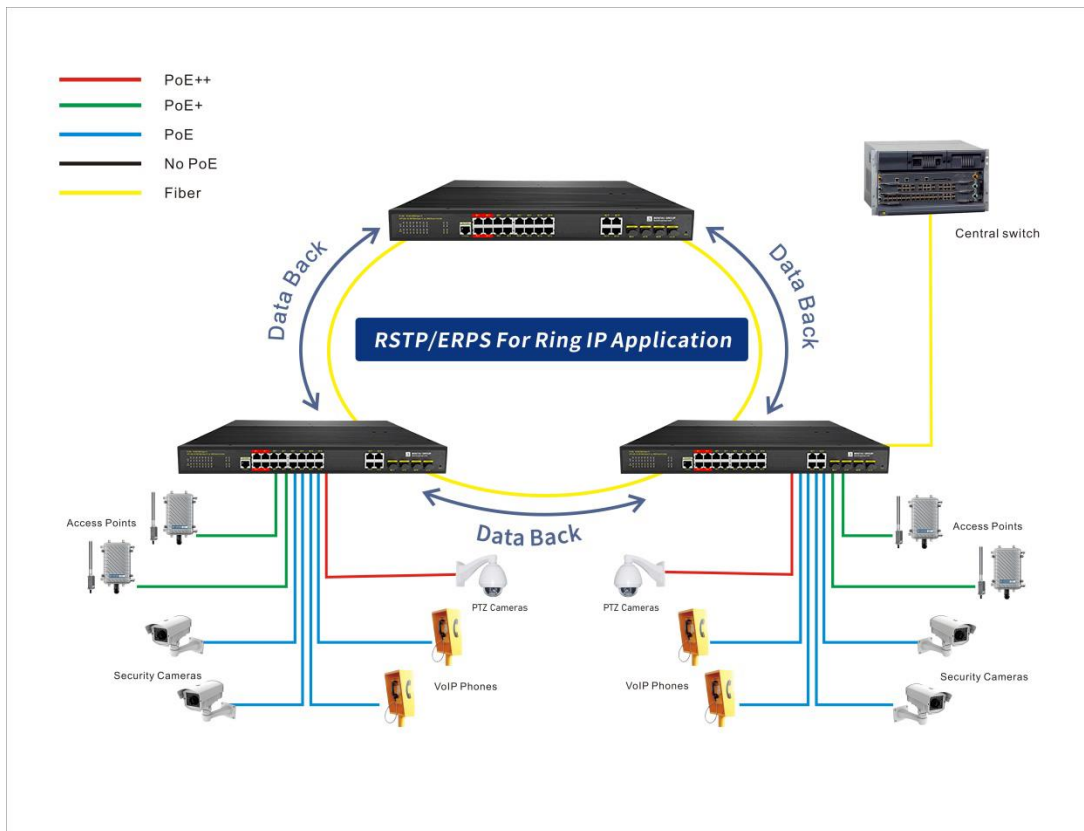 PoE++
PoE+
PoE
No PoE
Fiber
Central switch
Data Back
Data Back
RSTP/ERPS For Ring IP Application
Data Back
Access Points
Access Points
PTZ Cameras
PTZ Cameras
Security Cameras
VoIP Phones
VoIP Phones
Security Cameras